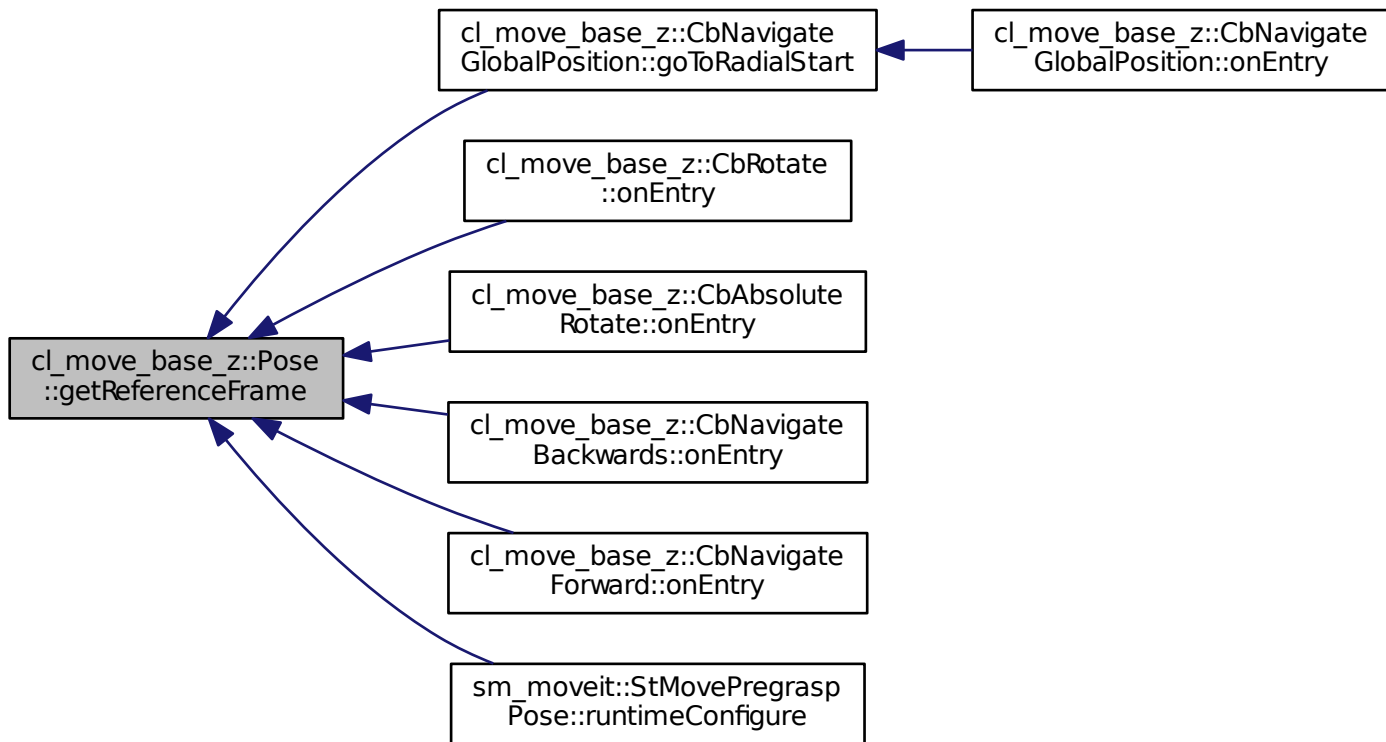 cl_move_base_z::CbNavigate
GlobalPosition::goToRadialStart
cl_move_base_z::CbNavigate
GlobalPosition::onEntry
cl_move_base_z::CbRotate
::onEntry
cl_move_base_z::CbAbsolute
Rotate::onEntry
cl_move_base_z::Pose
::getReferenceFrame
cl_move_base_z::CbNavigate
Backwards::onEntry
cl_move_base_z::CbNavigate
Forward::onEntry
sm_moveit::StMovePregrasp
Pose::runtimeConfigure